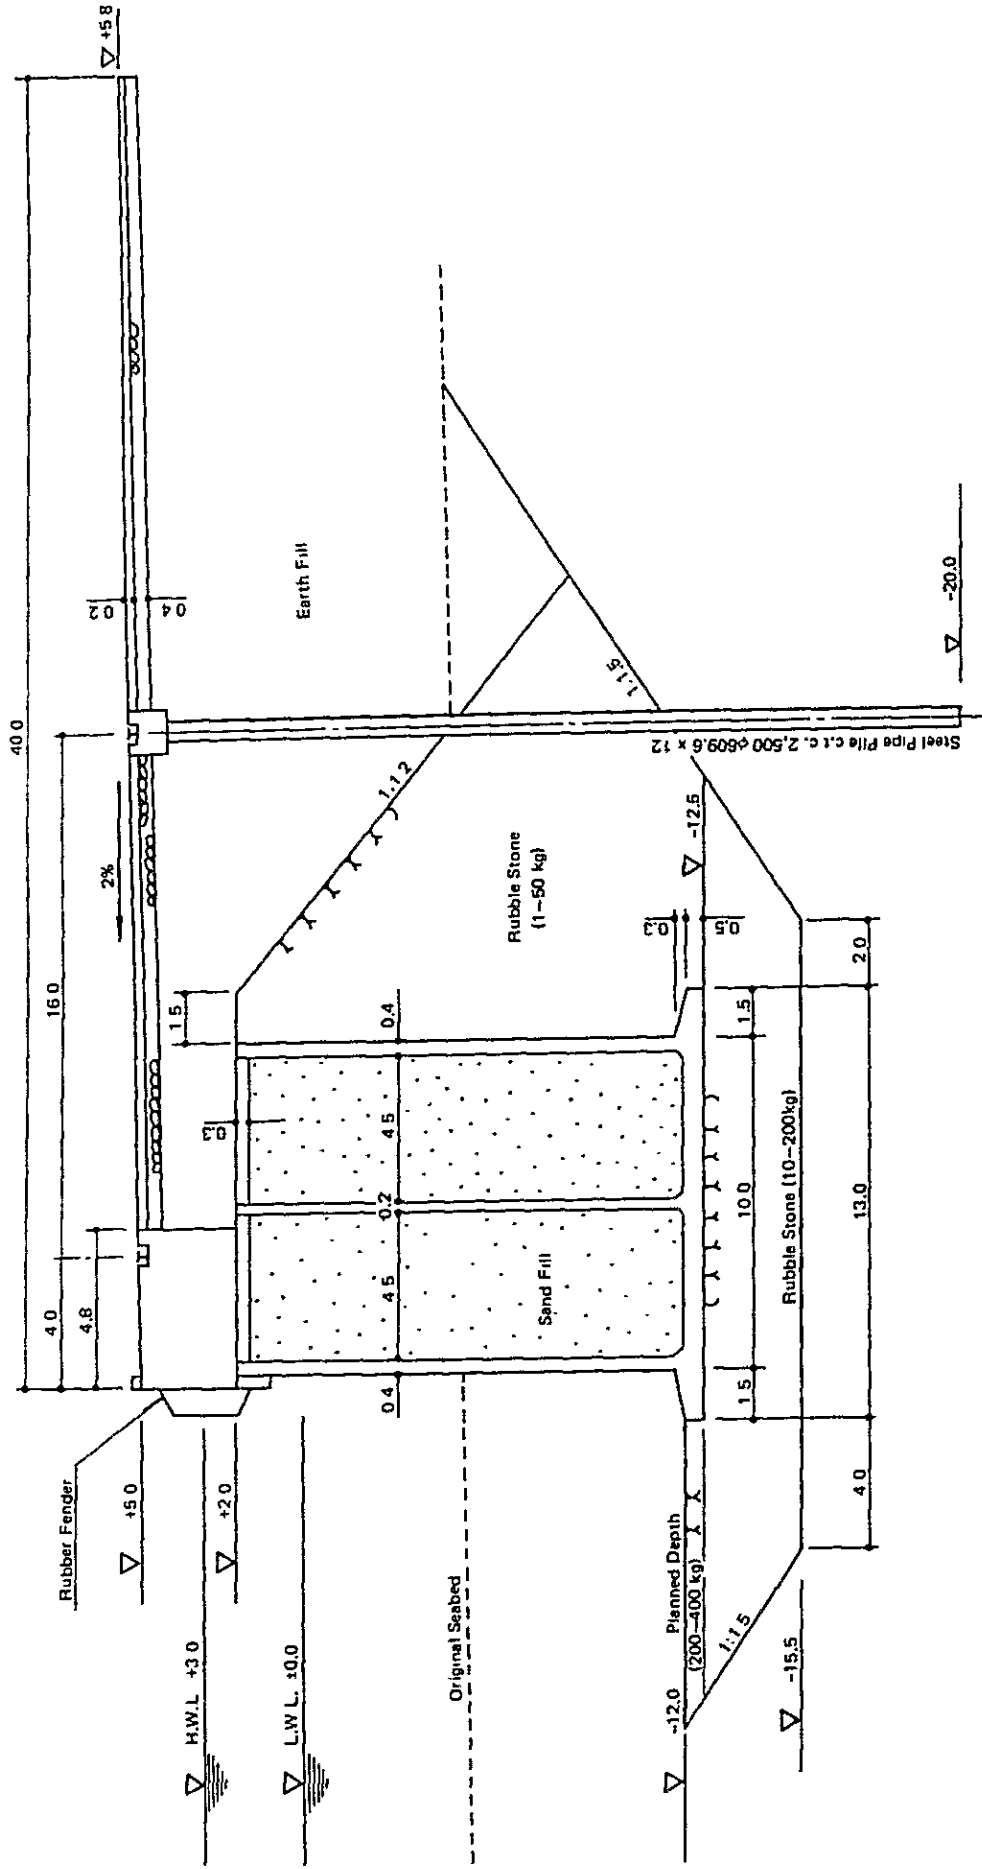 40 0
+5 8
16 0
4 0
4.8
2%
0 2
0 4
Rubber Fender
+5 0
H.W.L +3 0
+2 0
L.W L. ±0.0
Original Seabed
Planned Depth
-12.0
(200-400 kg)
1:1 5
-15.5
1 5
0.3
0.4
4 5
0.2
4 5
0 4
Sand Fill
Earth Fill
1:1 2
Rubble Stone
(1-50 kg)
0.3
0.5
-12.5
1:1.5
Steel Pipe Pile c.t c. 2,500 φ609.6 x 12
-20.0
1.5
10 0
1 5
Rubble Stone (10-200kg)
2 0
13.0
4 0